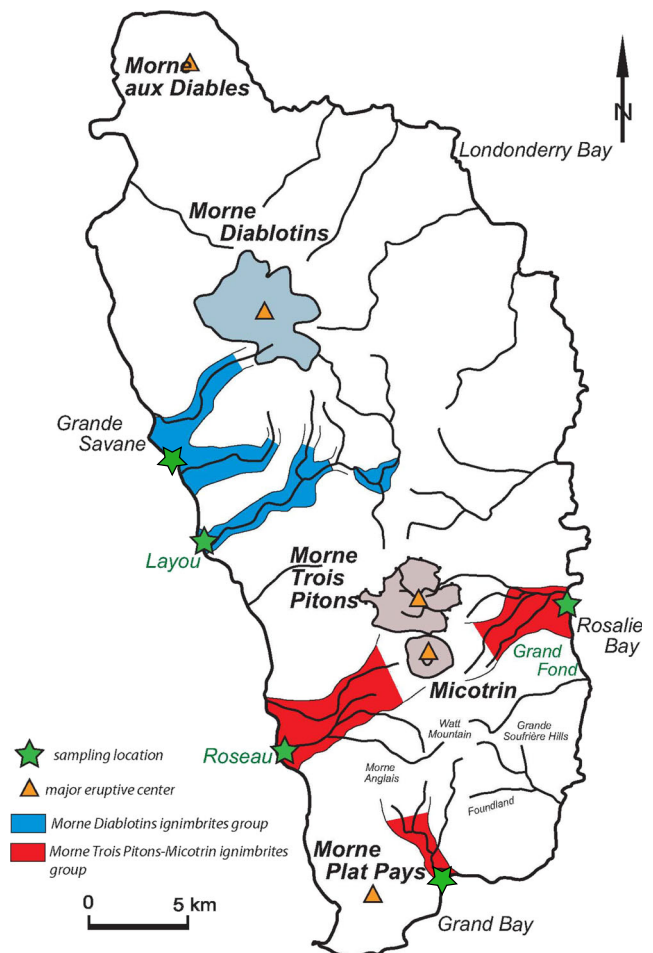 Morne
aux Diables
N
Londonderry Bay
Morne
Diablotins
Grande
Savane
Layou
Morne
Trois
Pitons
Rosalie
Bay
Grand
Fond
Micotrin
Roseau
Watt
Mountain
Grande
Soufrière Hills
Morne
Anglais
Foundland
sampling location
major eruptive center
Morne Diablotins ignimbrites group
Morne Trois Pitons-Micotrin ignimbrites
group
Morne
Plat Pays
Grand Bay
0 5 km